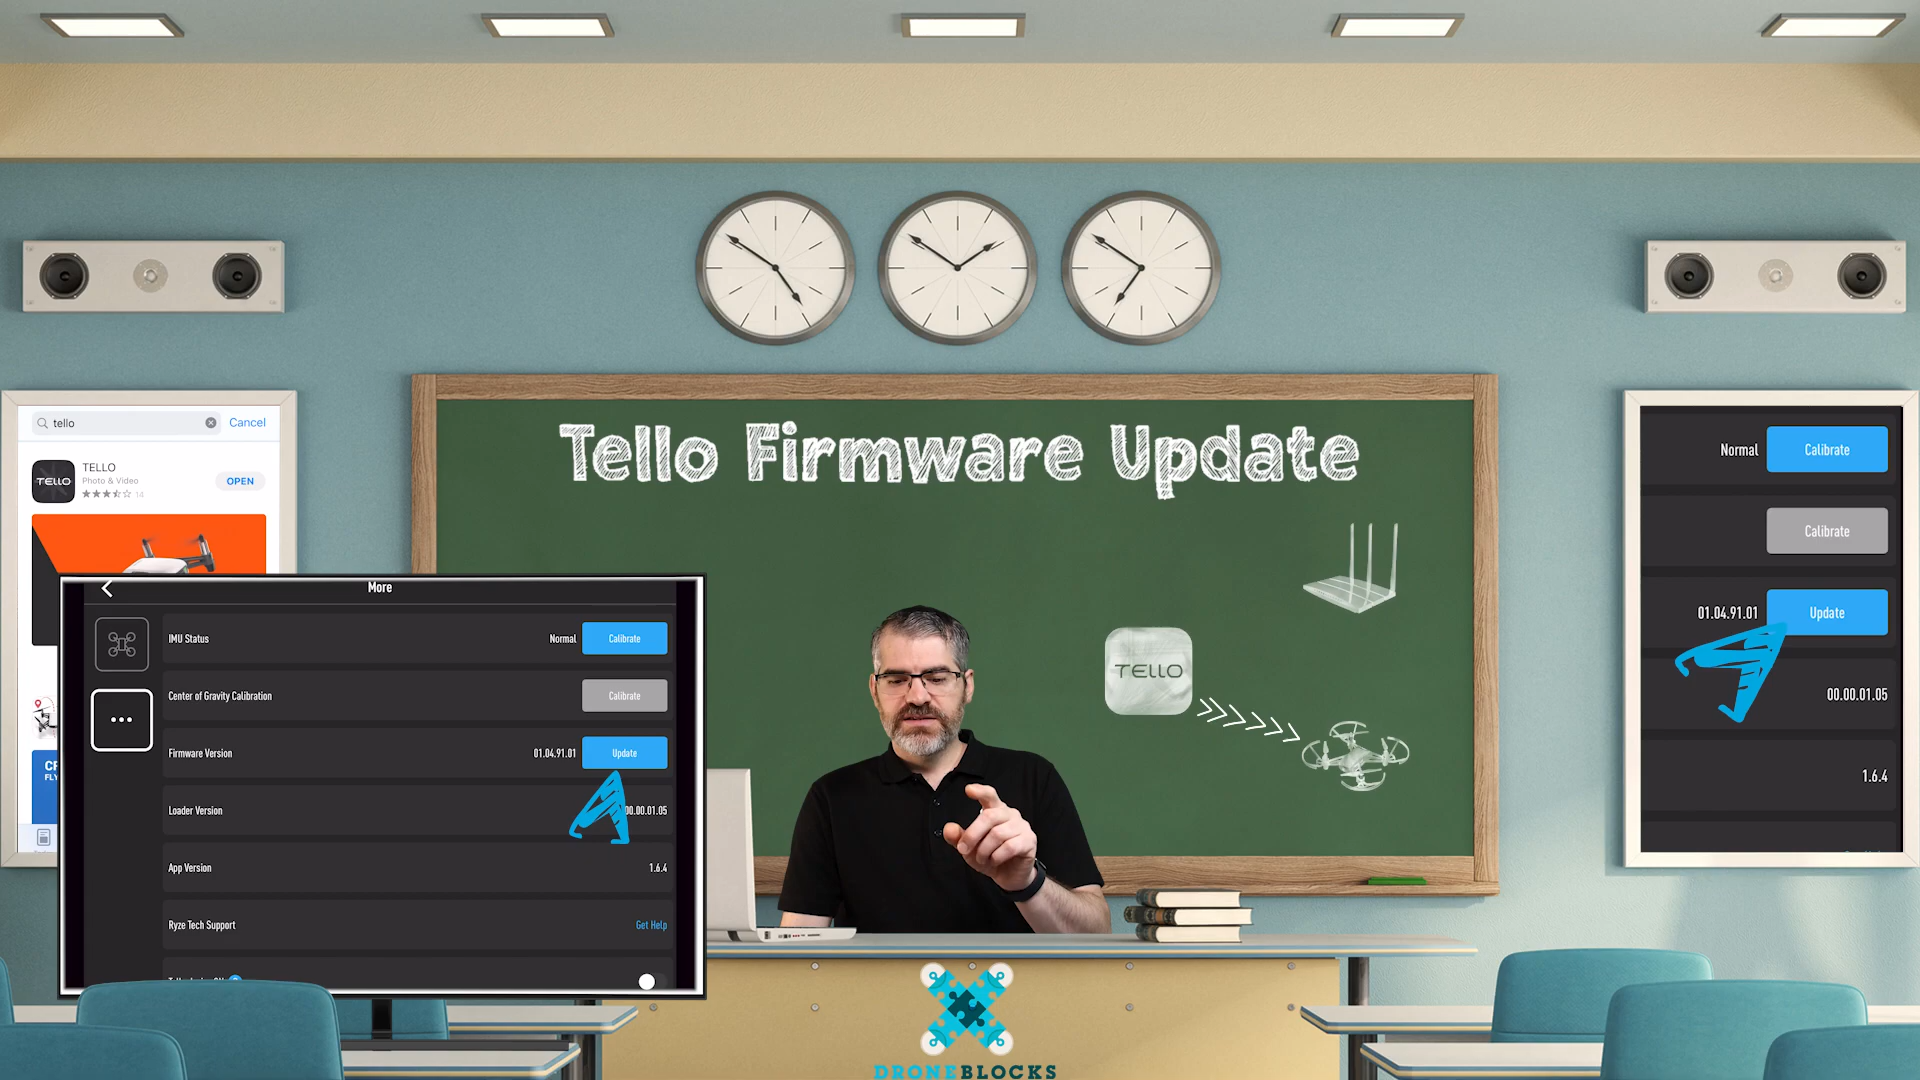 Tello Firmware Update
tello
Cancel
TELLO
Photo & Video
14
OPEN
TELLO
More
IMU Status
Normal
Calibrate
Center of Gravity Calibration
Calibrate
Firmware Version
01.04.91.01
Update
Loader Version
00.00.01.05
App Version
1.6.4
Ryze Tech Support
Get Help
TELLO
Normal
Calibrate
Calibrate
01.04.91.01
Update
00.00.01.05
1.6.4
DRONEBLOCKS